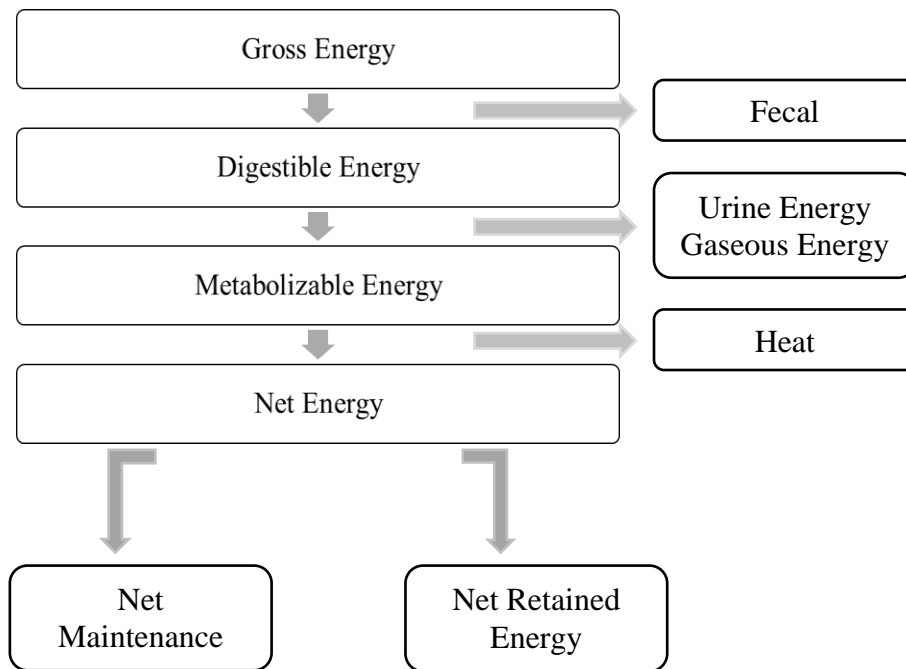 Gross Energy
Fecal
Digestible Energy
Urine Energy
Gaseous Energy
Metabolizable Energy
Heat
Net Energy
Net
Maintenance
Net Retained
Energy